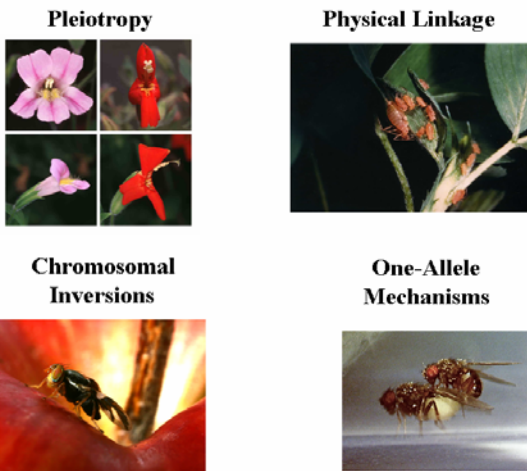 Pleiotropy
Physical Linkage
Chromosomal
Inversions
One-Allele
Mechanisms